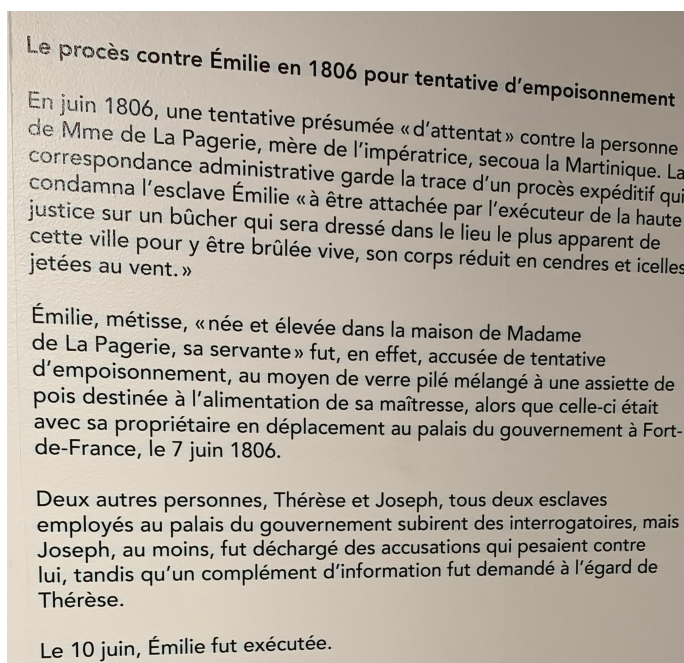 Le procès contre Émilie en 1806 pour tentative d'empoisonnement
En juin 1806, une tentative présumée « d'attentat » contre la personne
de Mme de La Pagerie, mère de l'impératrice, secoua la Martinique. La
correspondance administrative garde la trace d'un procès expéditif qui
condamna l'esclave Émilie « à être attachée par l'exécuteur de la haute
justice sur un bûcher qui sera dressé dans le lieu le plus apparent de
cette ville pour y être brûlée vive, son corps réduit en cendres et icelles
jetées au vent. »
Émilie, métisse, « née et élevée dans la maison de Madame
de La Pagerie, sa servante » fut, en effet, accusée de tentative
d'empoisonnement, au moyen de verre pilé mélangé à une assiette de
pois destinée à l'alimentation de sa maîtresse, alors que celle-ci était
avec sa propriétaire en déplacement au palais du gouvernement à Fort-
de-France, le 7 juin 1806.
Deux autres personnes, Thérèse et Joseph, tous deux esclaves
employés au palais du gouvernement subirent des interrogatoires, mais
Joseph, au moins, fut déchargé des accusations qui pesaient contre
lui, tandis qu'un complément d'information fut demandé à l'égard de
Thérèse.
Le 10 juin, Émilie fut exécutée.